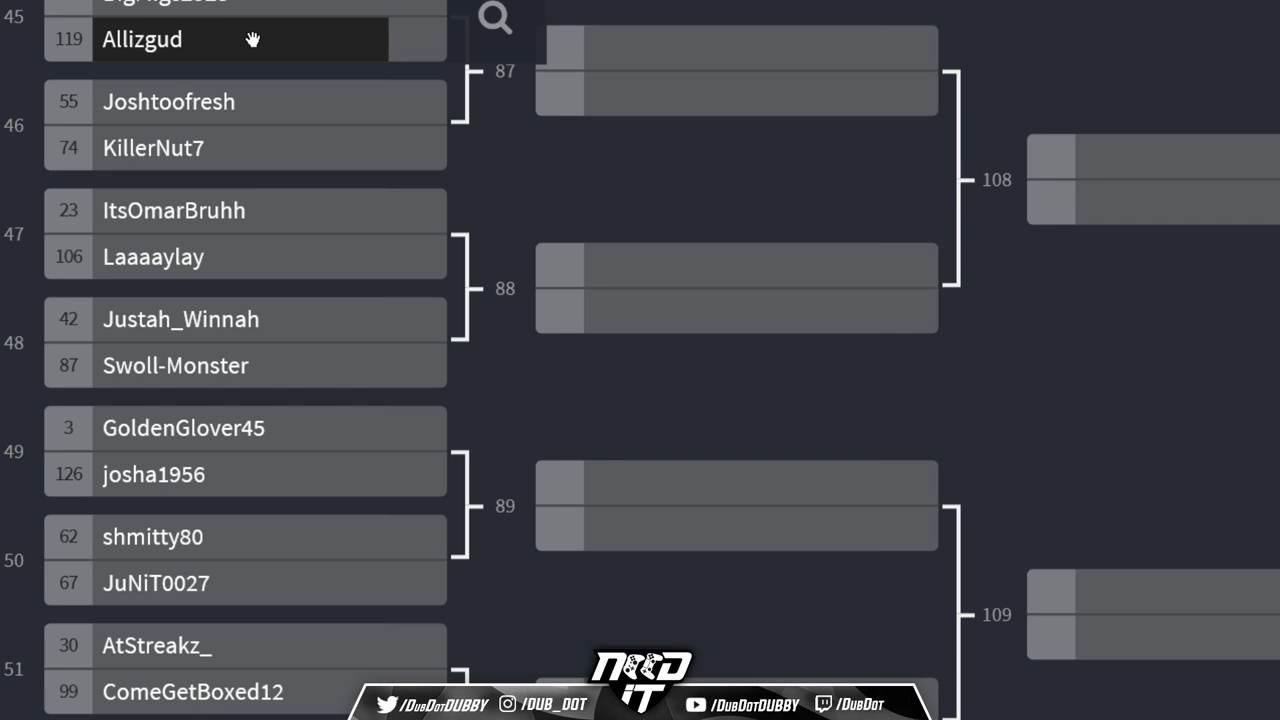 45
119 Allizgud
87
55 Joshtoofresh
46
74 KillerNut7
108
23 ItsOmarBruhh
47
106 Laaaaylay
88
42 Justah_Winnah
48
87 Swoll-Monster
3 GoldenGlover45
49
126 josha1956
89
62 shmitty80
50
67 JuNiT0027
109
30 AtStreakz_
51
99 ComeGetBoxed12
NEED
IT
/DubDotDUBBY /DUB_DOT /DubDotDUBBY /DubDot